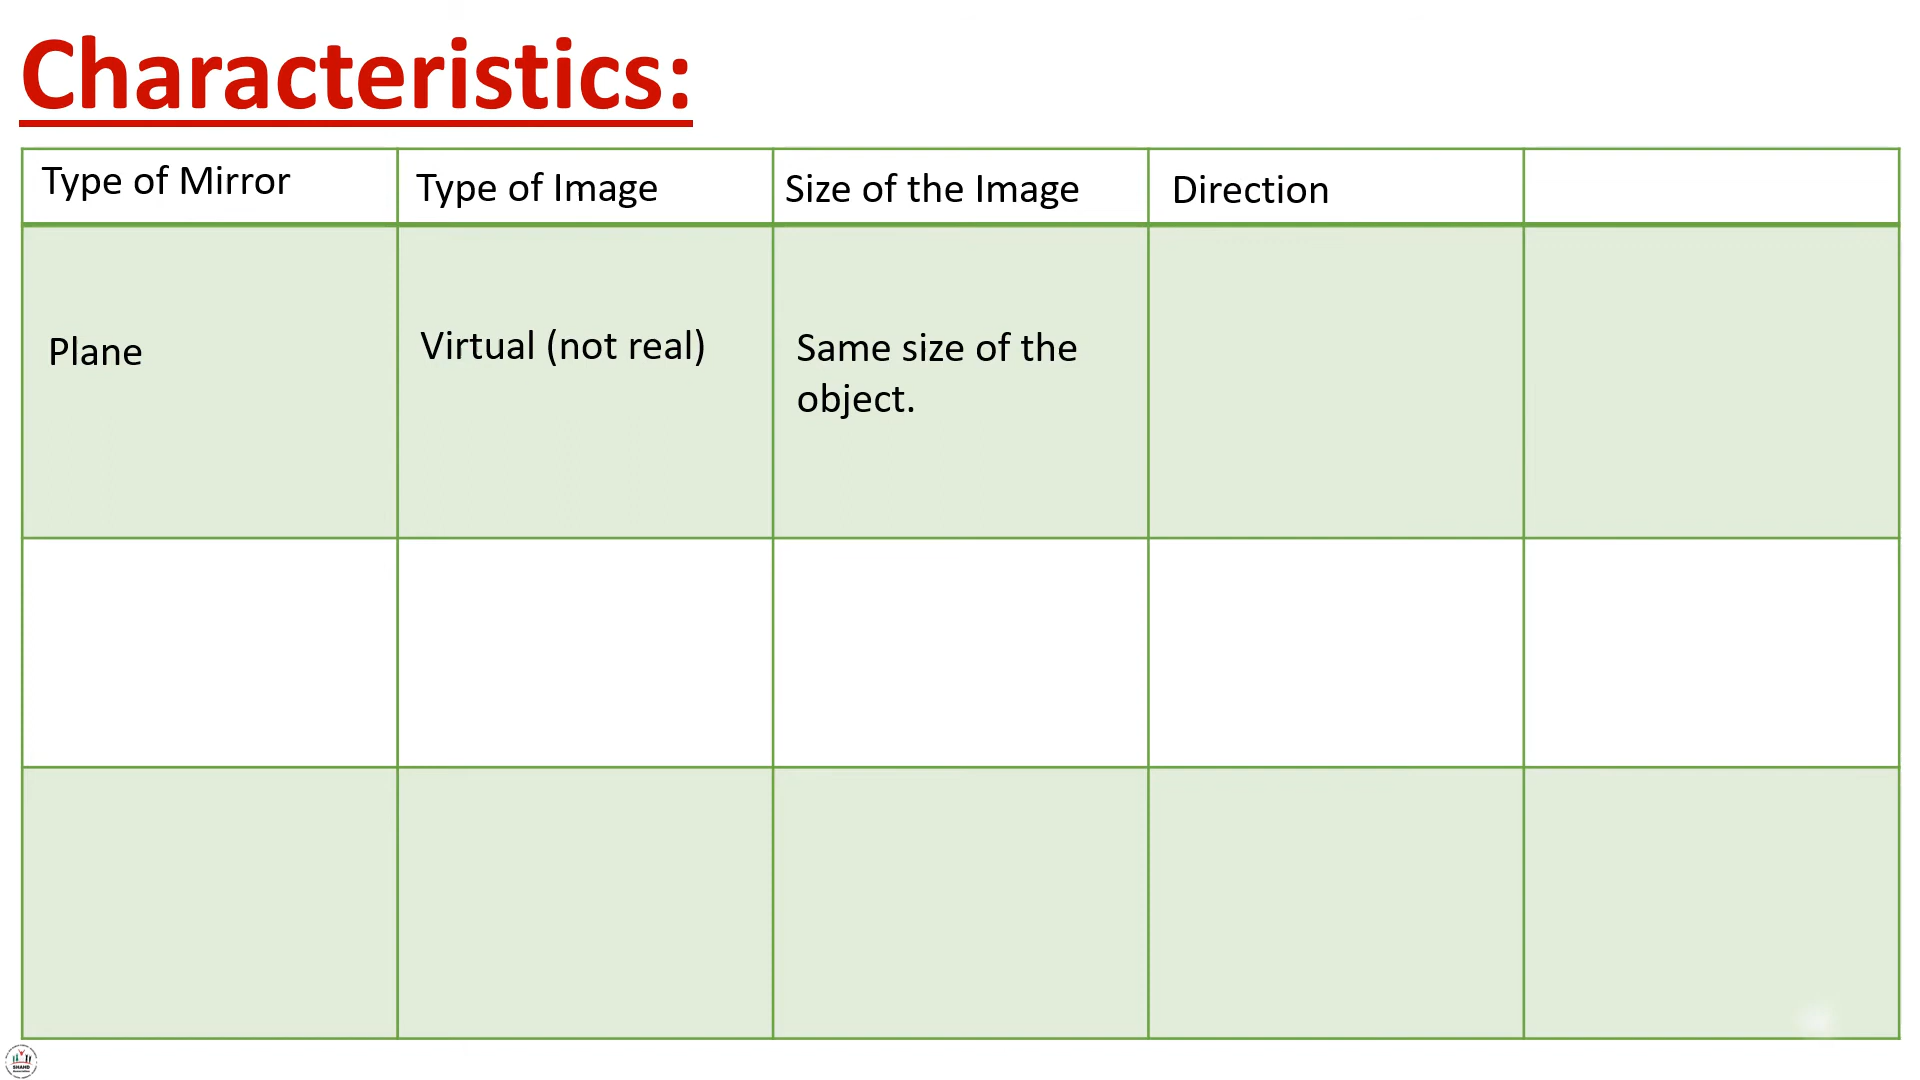 Characteristics:
Type of Mirror
Type of Image
Size of the Image
Direction
Plane
Virtual (not real)
Same size of the
object.